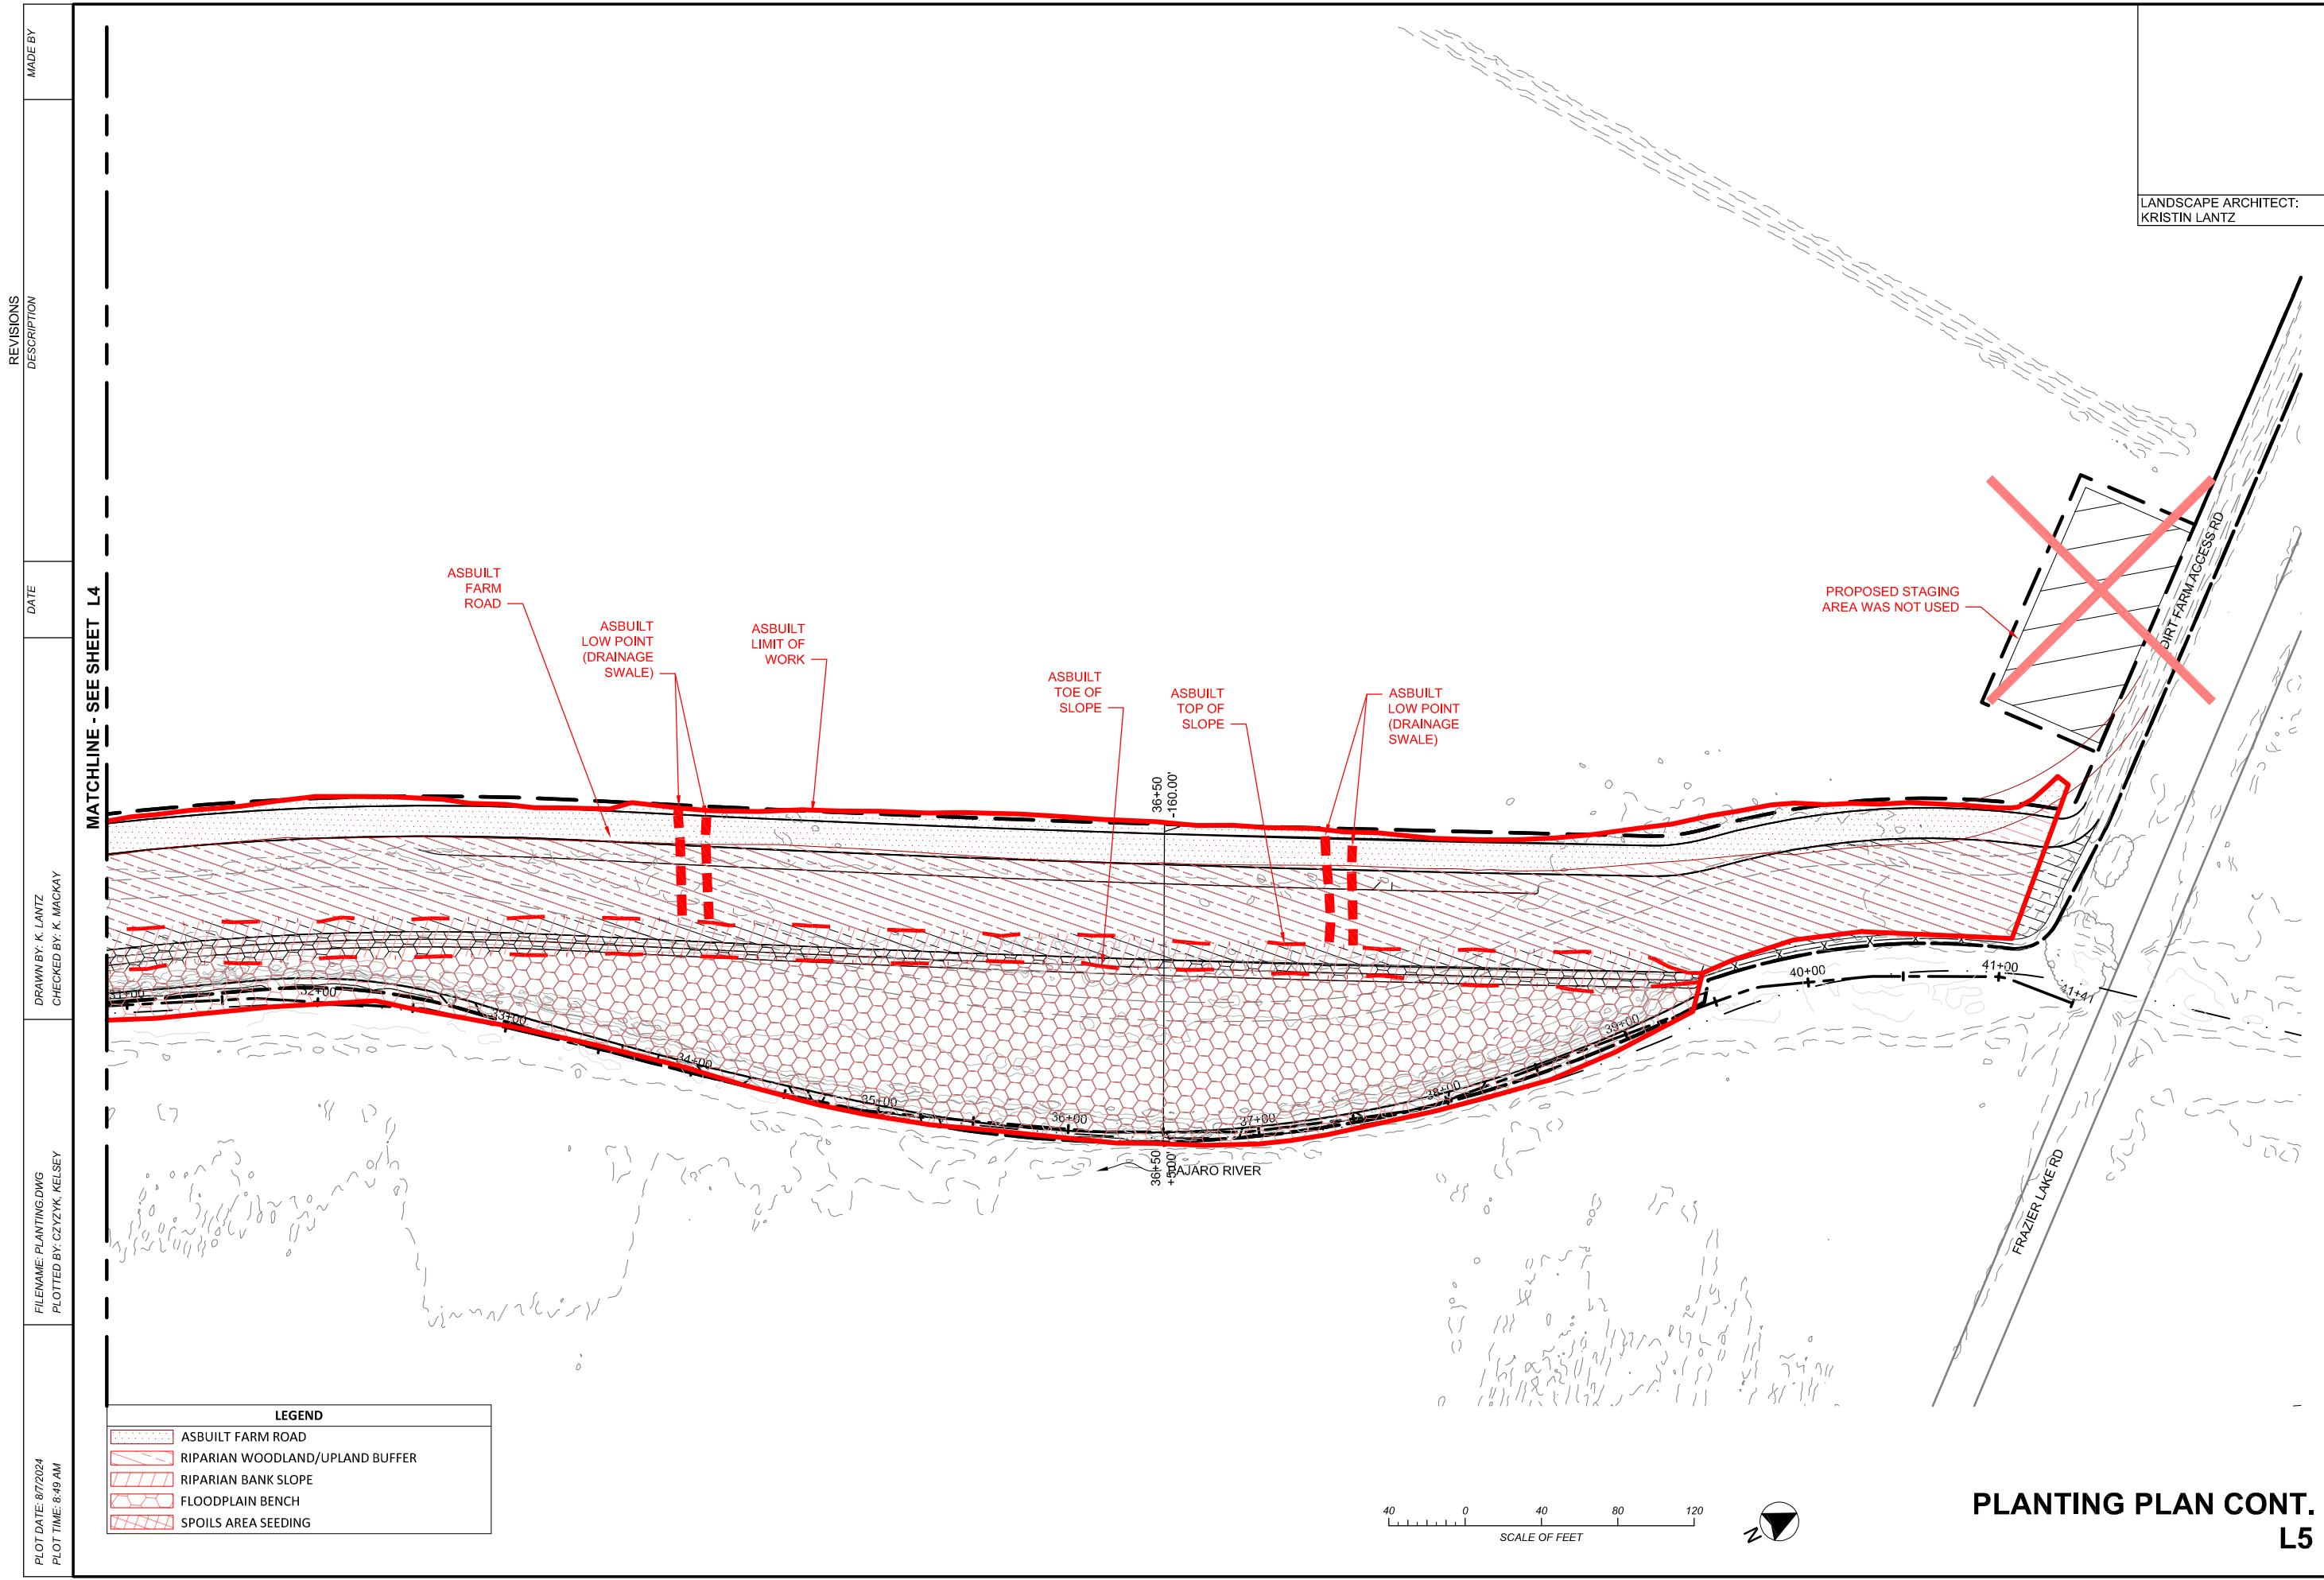 MADE BY
REVISIONS
DESCRIPTION
DATE
DRAWN BY: K. LANTZ
CHECKED BY: K. MACKAY
FILENAME: PLANTING.DWG
PLOTTED BY: CZYZYK, KELSEY
PLOT DATE: 8/7/2024
PLOT TIME: 8:49 AM
MATCHLINE - SEE SHEET L4
LANDSCAPE ARCHITECT:
KRISTIN LANTZ
ASBUILT
FARM
ROAD
ASBUILT
LOW POINT
(DRAINAGE
SWALE)
ASBUILT
LIMIT OF
WORK
ASBUILT
TOE OF
SLOPE
ASBUILT
TOP OF
SLOPE
ASBUILT
LOW POINT
(DRAINAGE
SWALE)
PROPOSED STAGING
AREA WAS NOT USED
DIRT FARM ACCESS RD
36+50
-160.00'
31+00
32+00
33+00
34+00
35+00
36+00
37+00
38+00
39+00
40+00
41+00
41+41
36+50
+5.00'
PAJARO RIVER
FRAZIER LAKE RD
LEGEND
ASBUILT FARM ROAD
RIPARIAN WOODLAND/UPLAND BUFFER
RIPARIAN BANK SLOPE
FLOODPLAIN BENCH
SPOILS AREA SEEDING
40 0 40 80 120
SCALE OF FEET
N
PLANTING PLAN CONT.
L5